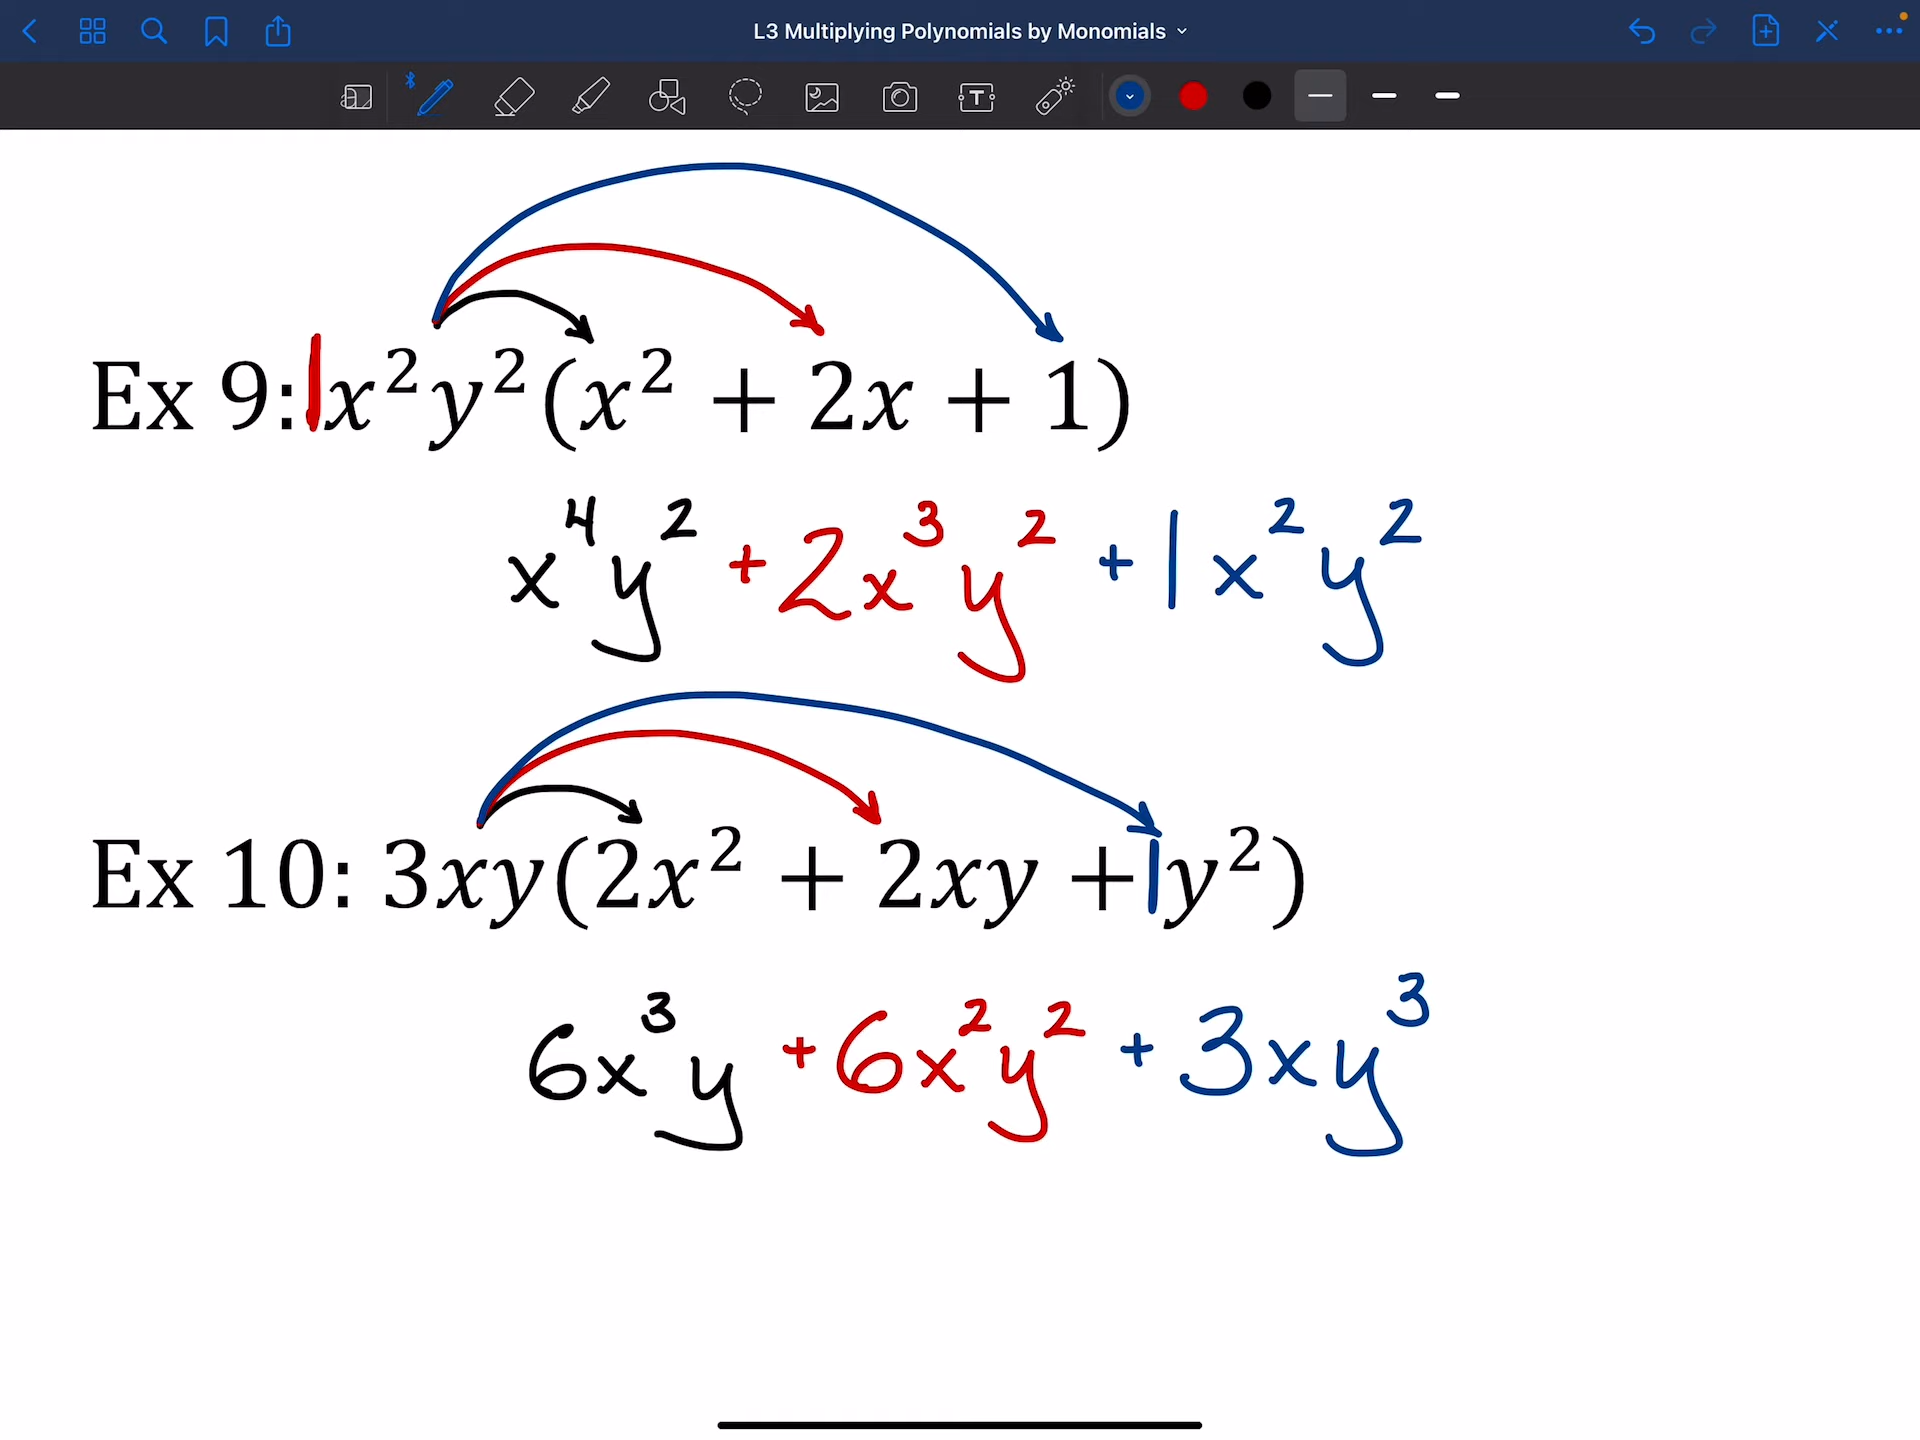 L3 Multiplying Polynomials by Monomials
Ex 9: 1x²y²(x² + 2x + 1)
x⁴y² + 2x³y² + 1x²y²
Ex 10: 3xy(2x² + 2xy + 1y²)
6x³y + 6x²y² + 3xy³